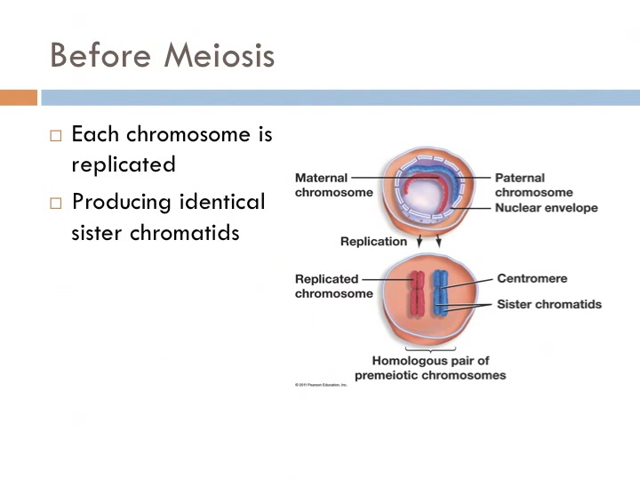 Before Meiosis
Each chromosome is
replicated
Producing identical
sister chromatids
Maternal
chromosome
Paternal
chromosome
Nuclear envelope
Replication
Replicated
chromosome
Centromere
Sister chromatids
Homologous pair of
premeiotic chromosomes
© 2011 Pearson Education, Inc.